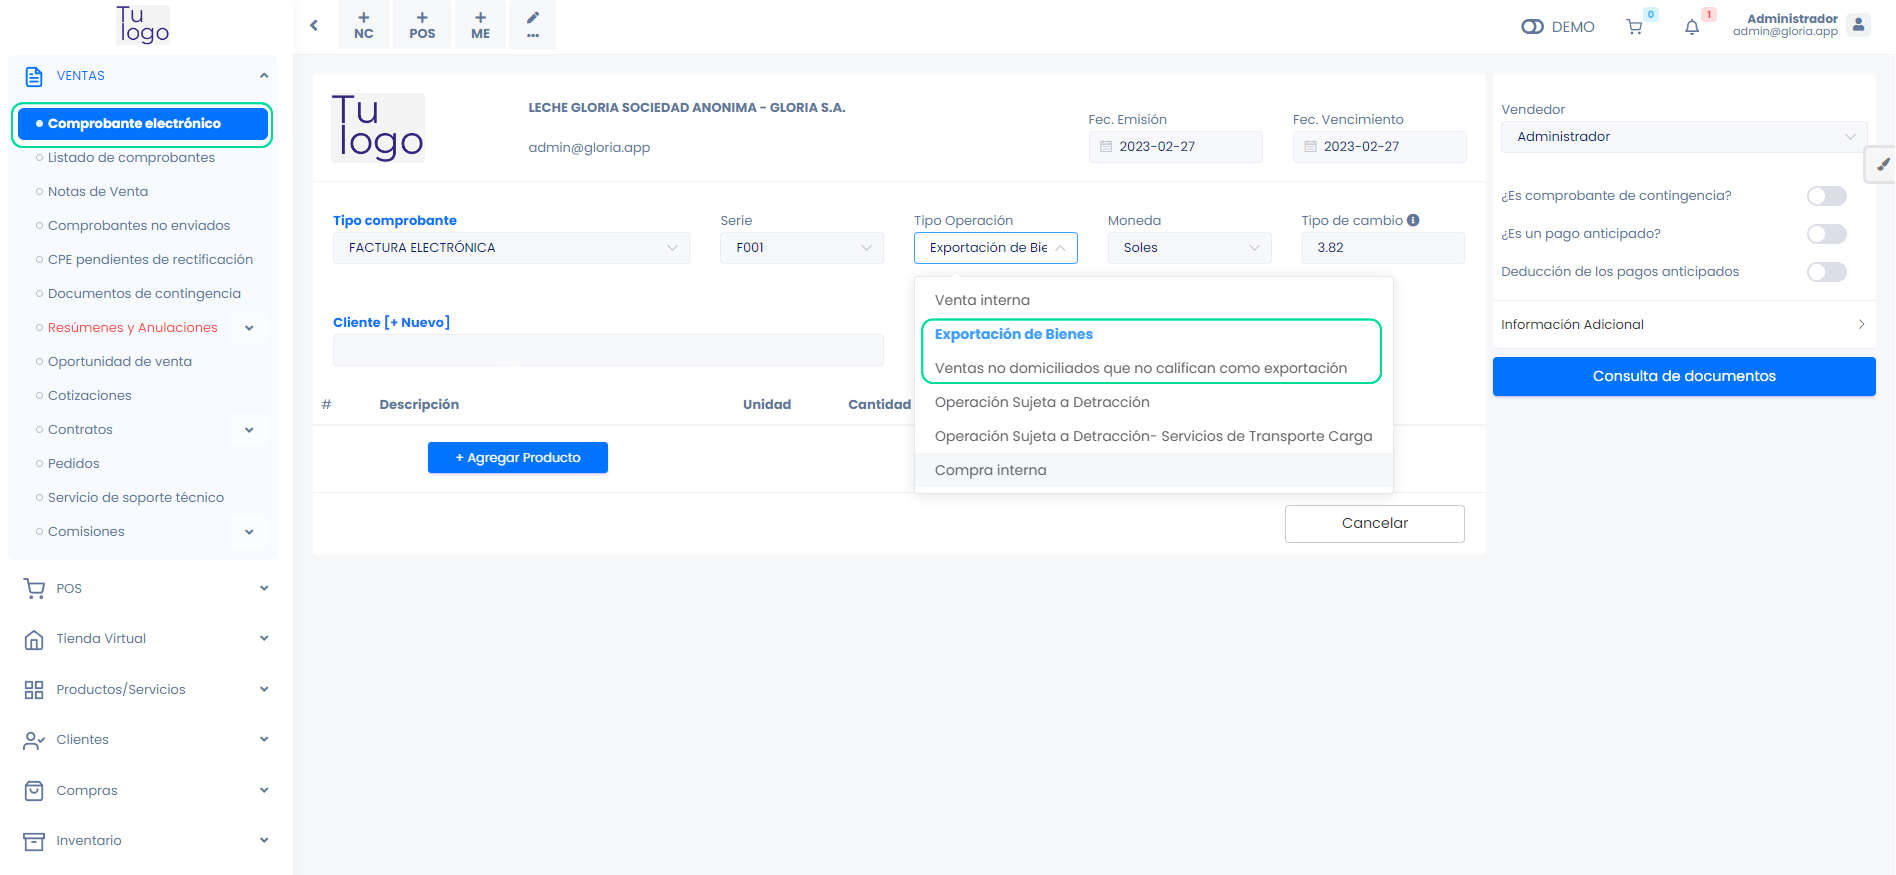 Tu
logo
VENTAS
Comprobante electrónico
Listado de comprobantes
Notas de Venta
Comprobantes no enviados
CPE pendientes de rectificación
Documentos de contingencia
Resúmenes y Anulaciones
Oportunidad de venta
Cotizaciones
Contratos
Pedidos
Servicio de soporte técnico
Comisiones
POS
Tienda Virtual
Productos/Servicios
Clientes
Compras
Inventario
+ NC
+ POS
+ ME
...
DEMO
0
1
Administrador
admin@gloria.app
Tu
logo
LECHE GLORIA SOCIEDAD ANONIMA - GLORIA S.A.
admin@gloria.app
Fec. Emisión
2023-02-27
Fec. Vencimiento
2023-02-27
Tipo comprobante
FACTURA ELECTRÓNICA
Serie
F001
Tipo Operación
Exportación de Bie
Moneda
Soles
Tipo de cambio
3.82
Venta interna
Exportación de Bienes
Ventas no domiciliados que no califican como exportación
Operación Sujeta a Detracción
Operación Sujeta a Detracción- Servicios de Transporte Carga
Compra interna
Cliente [+ Nuevo]
# Descripción Unidad Cantidad
+ Agregar Producto
Cancelar
Vendedor
Administrador
¿Es comprobante de contingencia?
¿Es un pago anticipado?
Deducción de los pagos anticipados
Información Adicional
Consulta de documentos